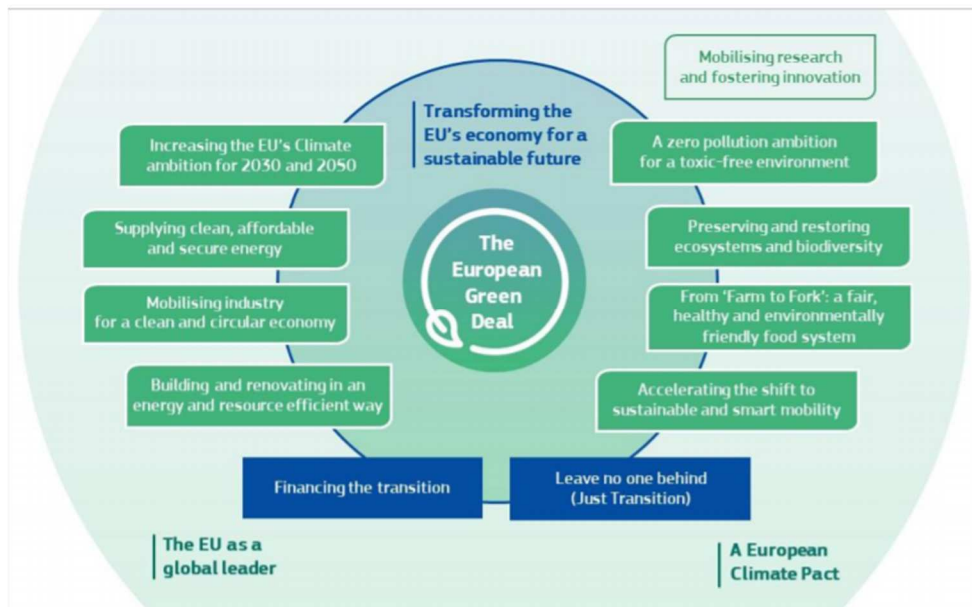 Mobilising research
and fostering innovation
Transforming the
EU's economy for a
sustainable future
Increasing the EU's Climate
ambition for 2030 and 2050
A zero pollution ambition
for a toxic-free environment
Supplying clean, affordable
and secure energy
Preserving and restoring
ecosystems and biodiversity
The
European
Green
Deal
Mobilising industry
for a clean and circular economy
From 'Farm to Fork': a fair,
healthy and environmentally
friendly food system
Building and renovating in an
energy and resource efficient way
Accelerating the shift to
sustainable and smart mobility
Financing the transition
Leave no one behind
(Just Transition)
The EU as a
global leader
A European
Climate Pact